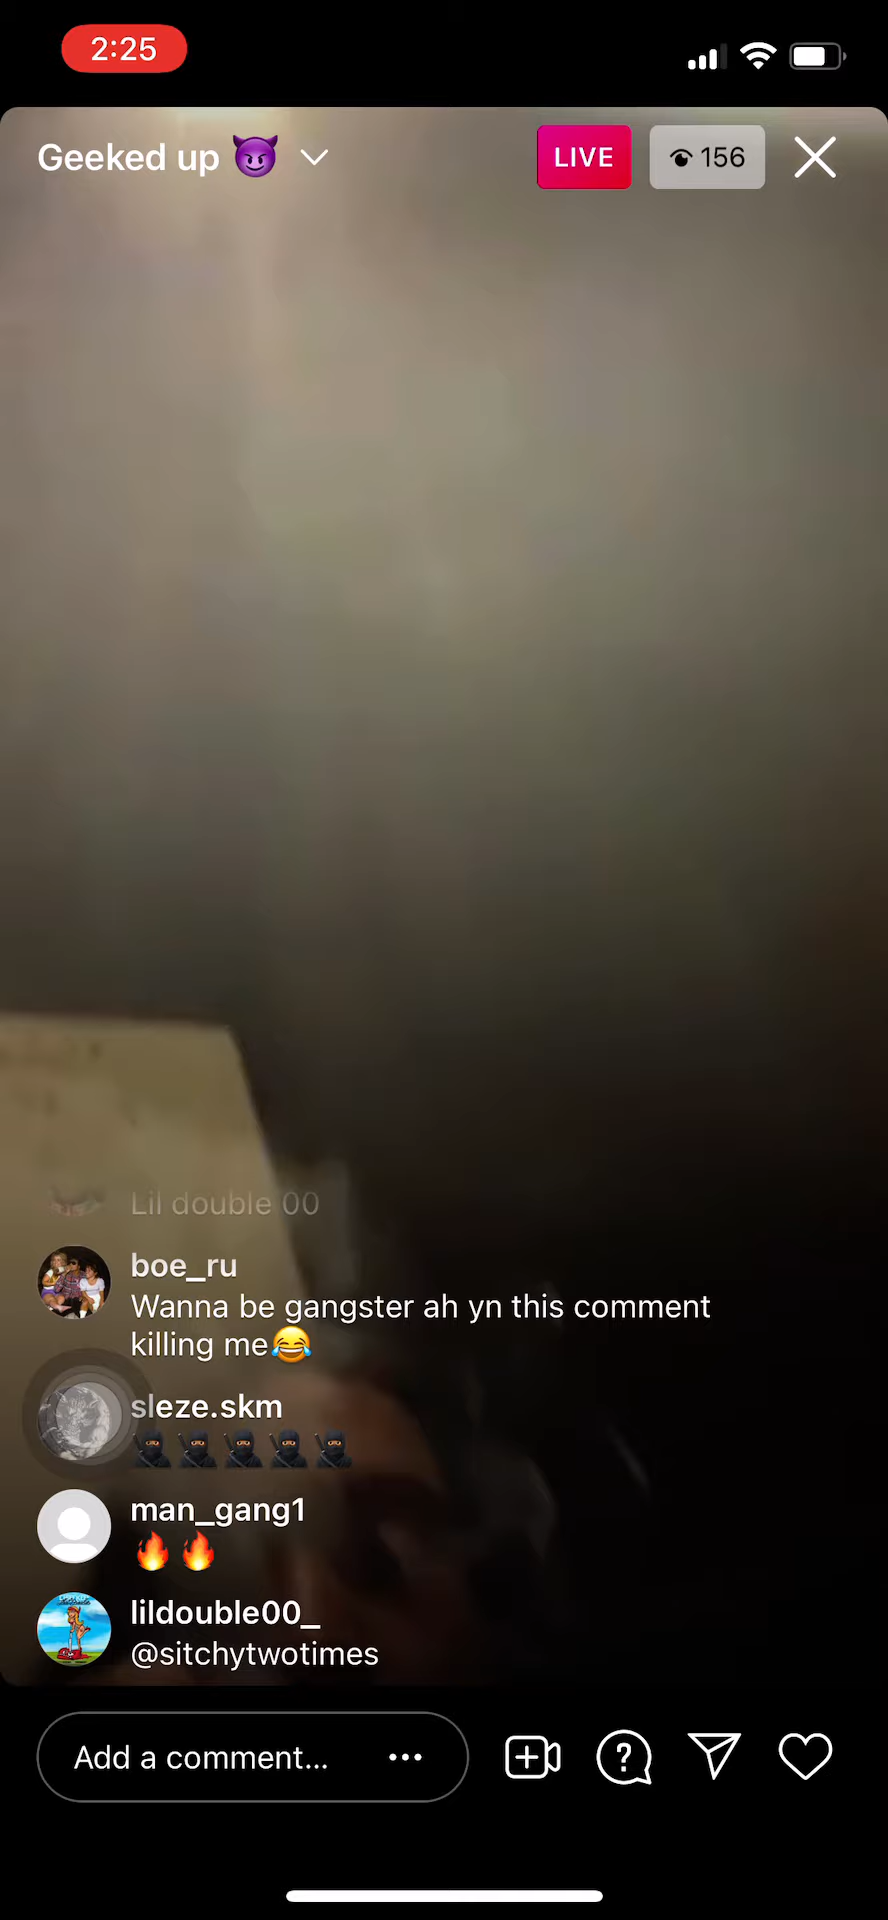 2:25
Geeked up 😈
LIVE
156
Lil double 00
boe_ru
Wanna be gangster ah yn this comment
killing me😂
sleze.skm
🥷🏾🥷🏾🥷🏾🥷🏾🥷🏾
man_gang1
🔥🔥
lildouble00_
@sitchytwotimes
Add a comment...